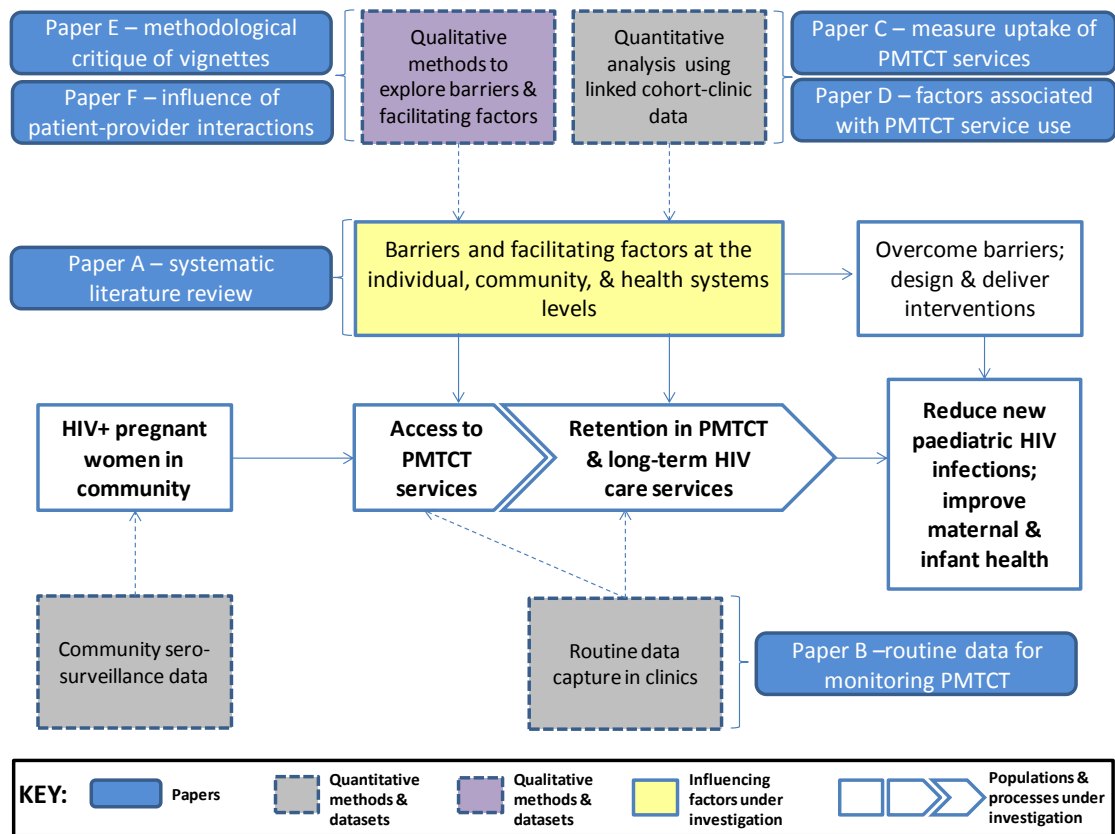 Paper E – methodological
critique of vignettes
Paper F – influence of
patient-provider interactions
Qualitative
methods to
explore barriers &
facilitating factors
Quantitative
analysis using
linked cohort-clinic
data
Paper C – measure uptake of
PMTCT services
Paper D – factors associated
with PMTCT service use
Paper A – systematic
literature review
Barriers and facilitating factors at the
individual, community, & health systems
levels
Overcome barriers;
design & deliver
interventions
HIV+ pregnant
women in
community
Access to
PMTCT
services
Retention in PMTCT
& long-term HIV
care services
Reduce new
paediatric HIV
infections;
improve
maternal &
infant health
Community sero-
surveillance data
Routine data
capture in clinics
Paper B –routine data for
monitoring PMTCT
KEY:
Papers
Quantitative
methods &
datasets
Qualitative
methods &
datasets
Influencing
factors under
investigation
Populations &
processes under
investigation